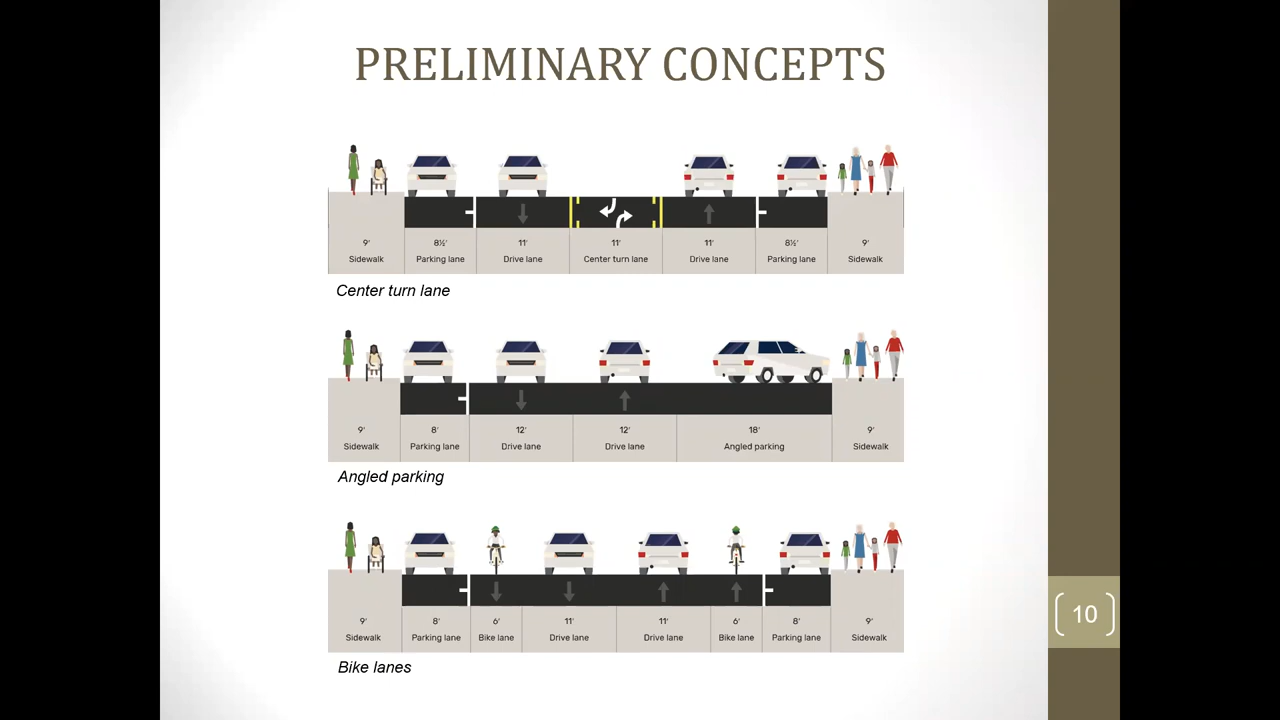 PRELIMINARY CONCEPTS
9' 8½' 11' 11' 11' 8½' 9'
Sidewalk Parking lane Drive lane Center turn lane Drive lane Parking lane Sidewalk
Center turn lane
9' 8' 12' 12' 18' 9'
Sidewalk Parking lane Drive lane Drive lane Angled parking Sidewalk
Angled parking
9' 8' 6' 11' 11' 6' 8' 9'
Sidewalk Parking lane Bike lane Drive lane Drive lane Bike lane Parking lane Sidewalk
Bike lanes
10